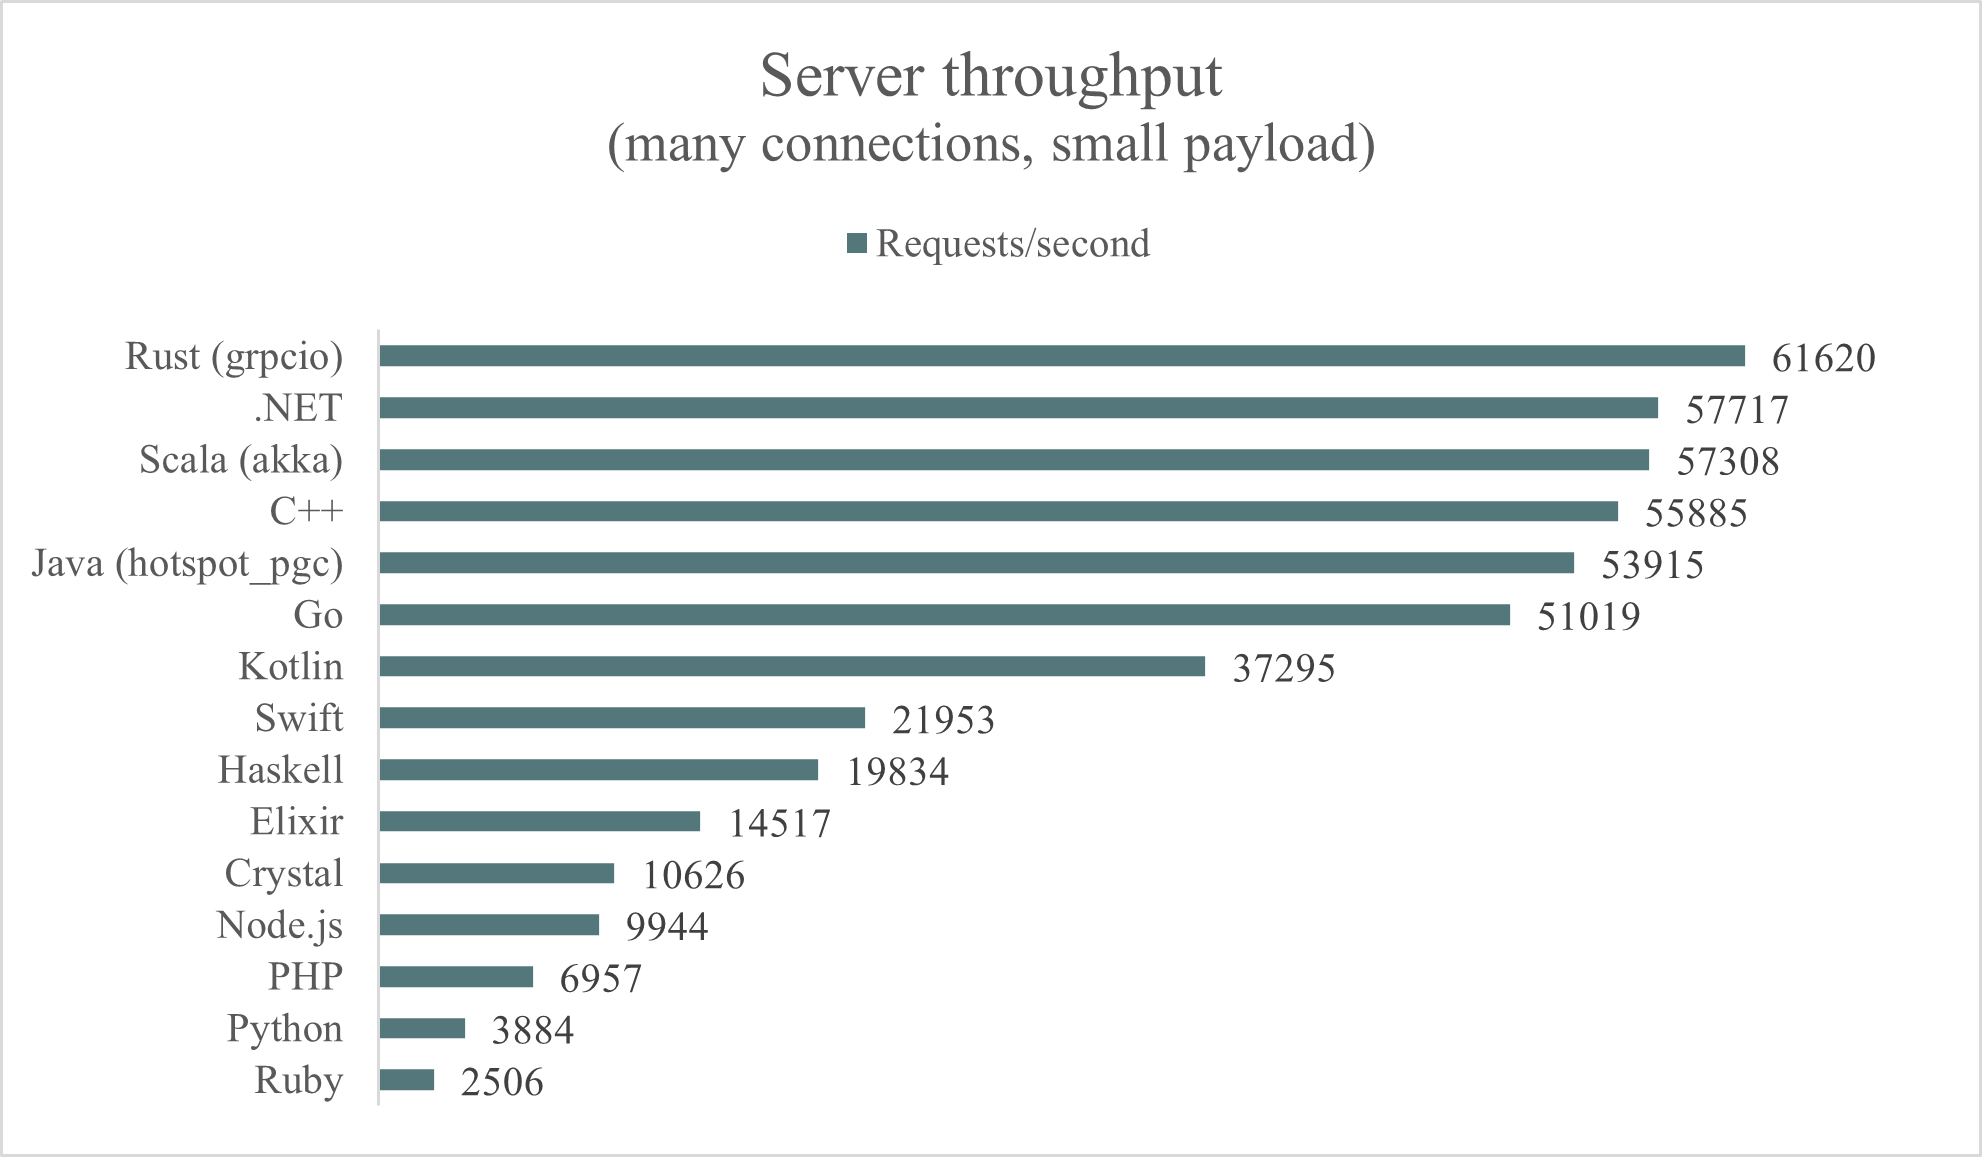 Server throughput
(many connections, small payload)
Requests/second
Rust (grpcio) 61620
.NET 57717
Scala (akka) 57308
C++ 55885
Java (hotspot_pgc) 53915
Go 51019
Kotlin 37295
Swift 21953
Haskell 19834
Elixir 14517
Crystal 10626
Node.js 9944
PHP 6957
Python 3884
Ruby 2506